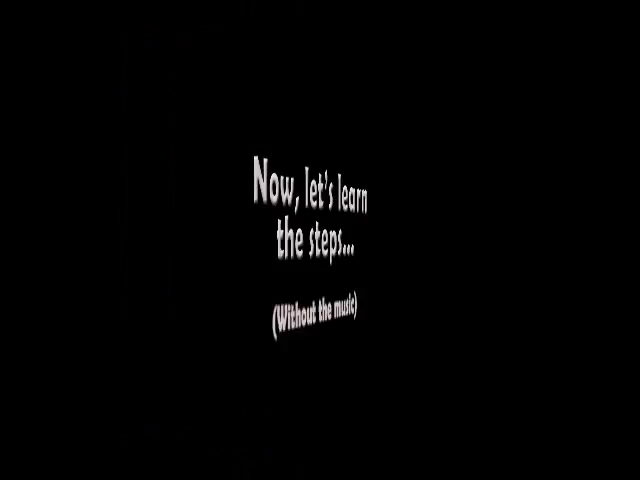 Now, let's learn
the steps...
(Without the music)